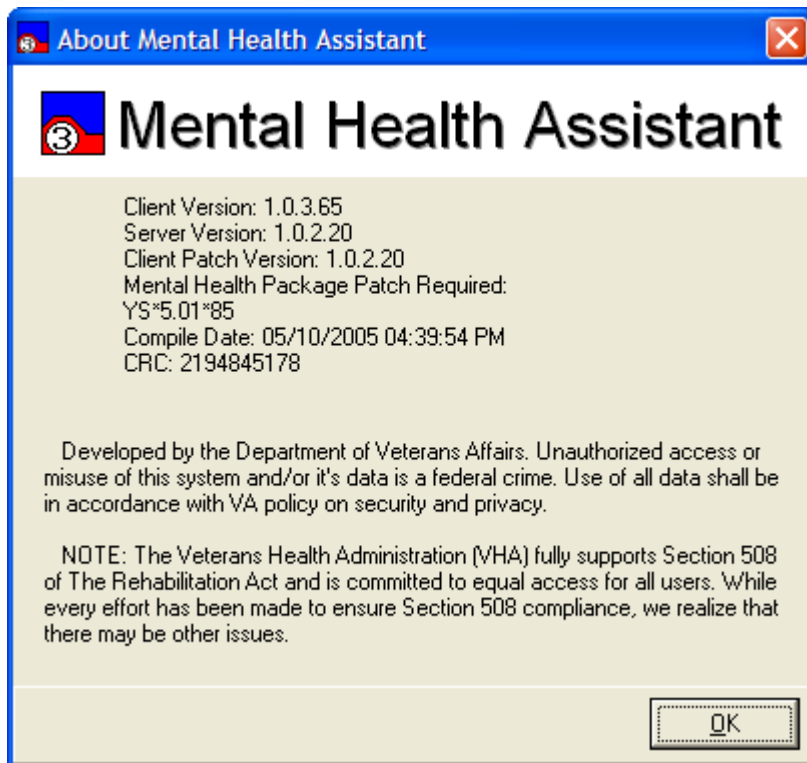 About Mental Health Assistant
3 Mental Health Assistant
Client Version: 1.0.3.65
Server Version: 1.0.2.20
Client Patch Version: 1.0.2.20
Mental Health Package Patch Required:
YS*5.01*85
Compile Date: 05/10/2005 04:39:54 PM
CRC: 2194845178
Developed by the Department of Veterans Affairs. Unauthorized access or
misuse of this system and/or it's data is a federal crime. Use of all data shall be
in accordance with VA policy on security and privacy.
NOTE: The Veterans Health Administration (VHA) fully supports Section 508
of The Rehabilitation Act and is committed to equal access for all users. While
every effort has been made to ensure Section 508 compliance, we realize that
there may be other issues.
OK